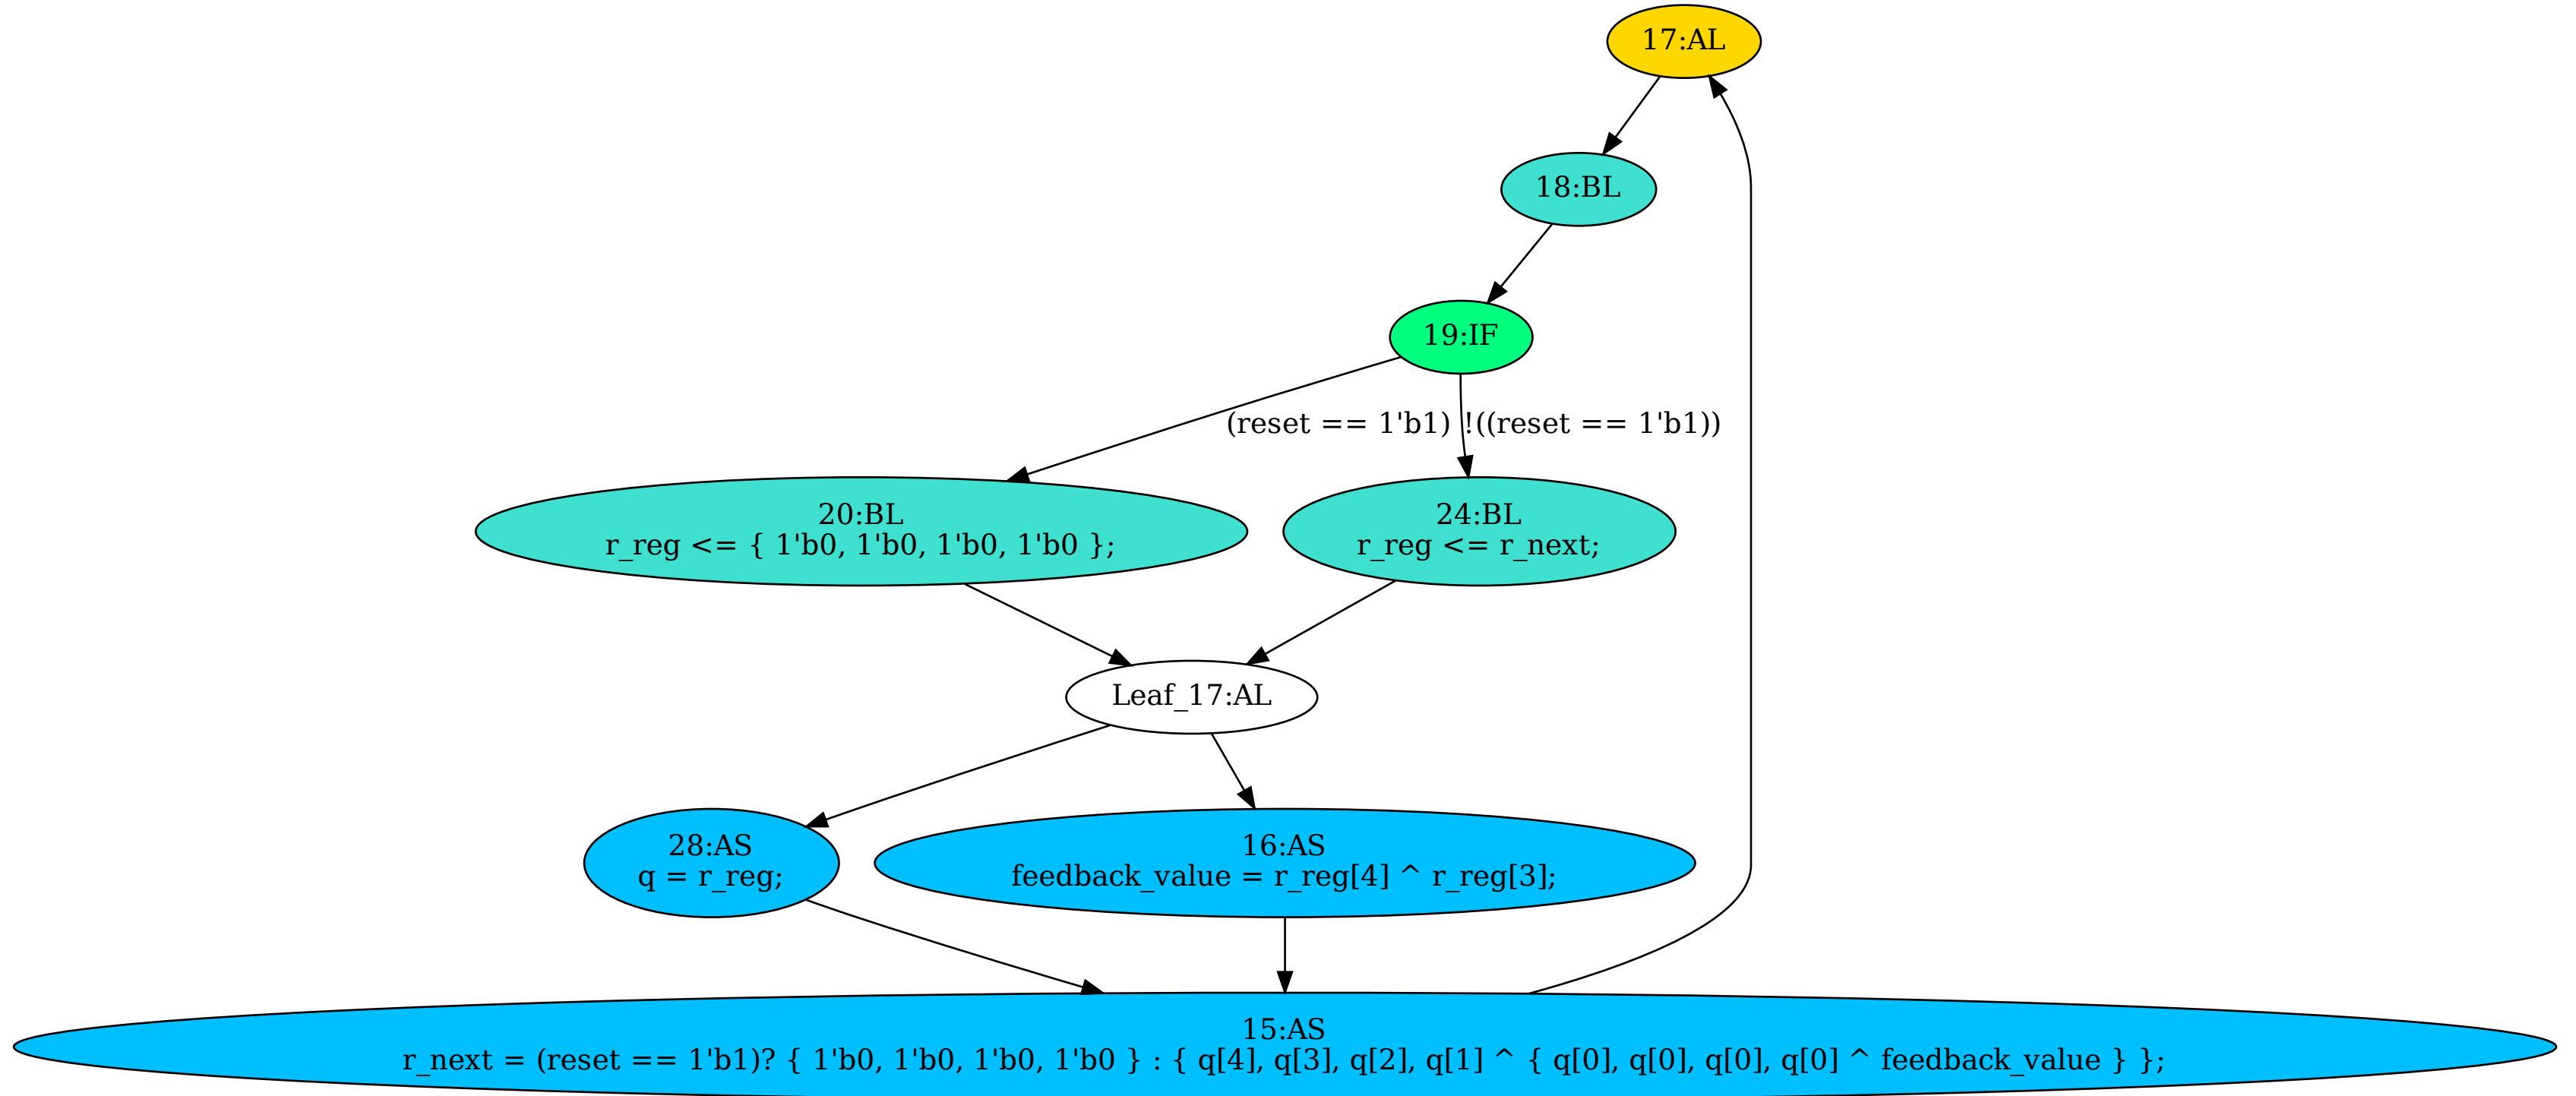 17:AL
18:BL
19:IF
(reset == 1'b1)
!((reset == 1'b1))
20:BL
r_reg <= { 1'b0, 1'b0, 1'b0, 1'b0 };
24:BL
r_reg <= r_next;
Leaf_17:AL
28:AS
q = r_reg;
16:AS
feedback_value = r_reg[4] ^ r_reg[3];
15:AS
r_next = (reset == 1'b1)? { 1'b0, 1'b0, 1'b0, 1'b0 } : { q[4], q[3], q[2], q[1] ^ { q[0], q[0], q[0], q[0] ^ feedback_value } };